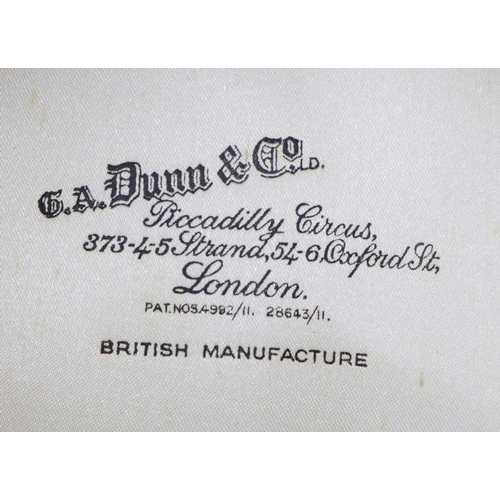 G.A. Dunn & Co. LD.
Piccadilly Circus,
373-4-5 Strand, 54-6 Oxford St,
London.
PAT. NOS. 4992/11. 28643/11.
BRITISH MANUFACTURE